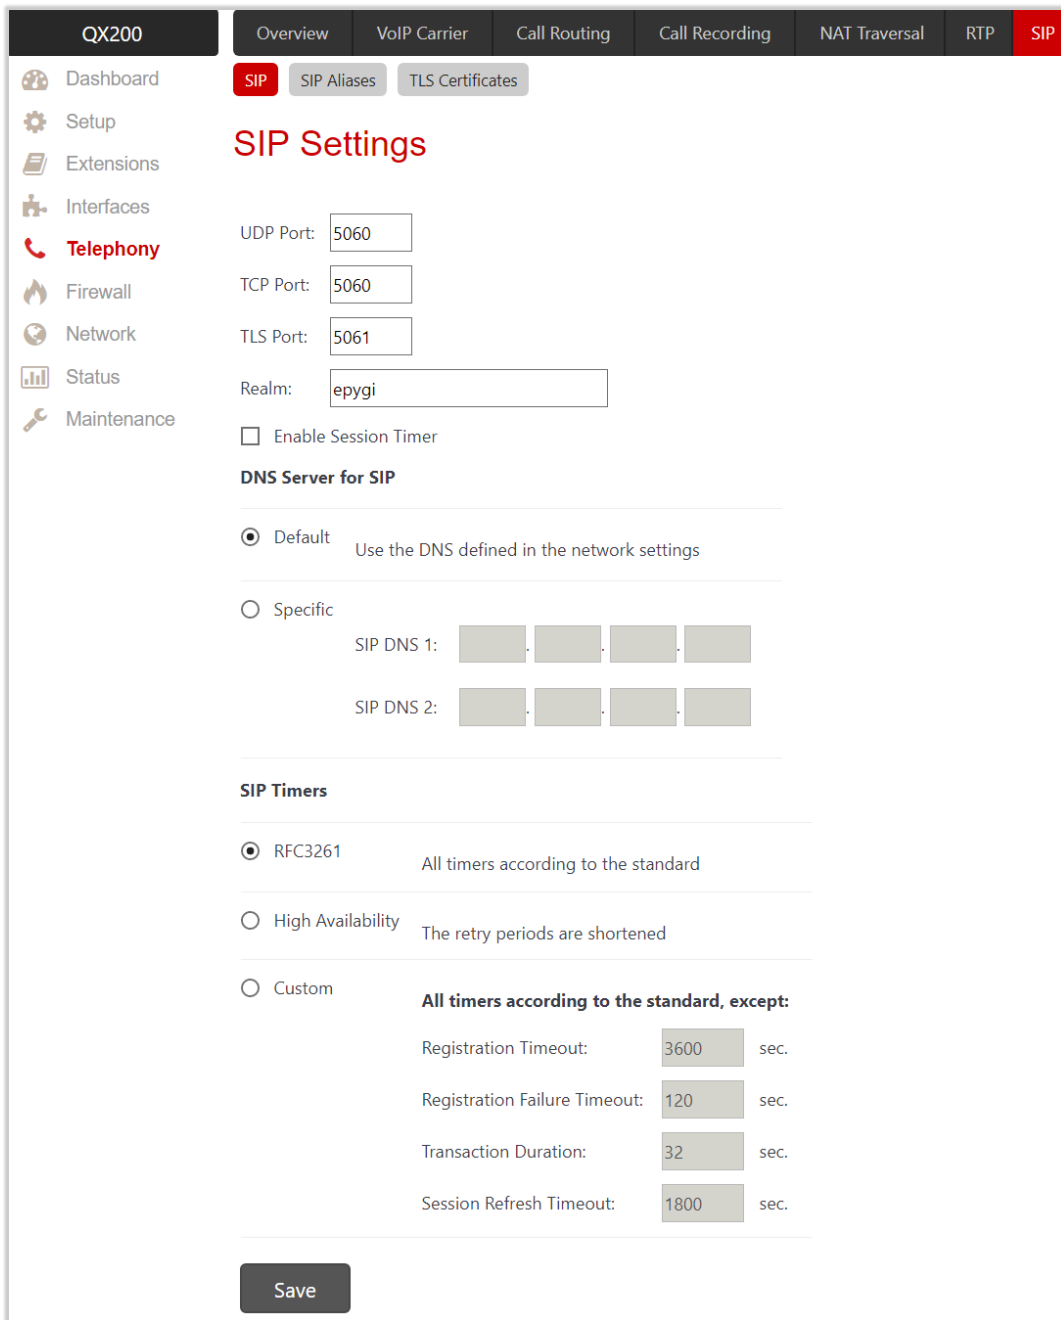 QX200
Overview VoIP Carrier Call Routing Call Recording NAT Traversal RTP SIP
Dashboard
Setup
Extensions
Interfaces
Telephony
Firewall
Network
Status
Maintenance
SIP SIP Aliases TLS Certificates
SIP Settings
UDP Port: 5060
TCP Port: 5060
TLS Port: 5061
Realm: epygi
Enable Session Timer
DNS Server for SIP
Default Use the DNS defined in the network settings
Specific
SIP DNS 1: . . .
SIP DNS 2: . . .
SIP Timers
RFC3261 All timers according to the standard
High Availability The retry periods are shortened
Custom All timers according to the standard, except:
Registration Timeout: 3600 sec.
Registration Failure Timeout: 120 sec.
Transaction Duration: 32 sec.
Session Refresh Timeout: 1800 sec.
Save